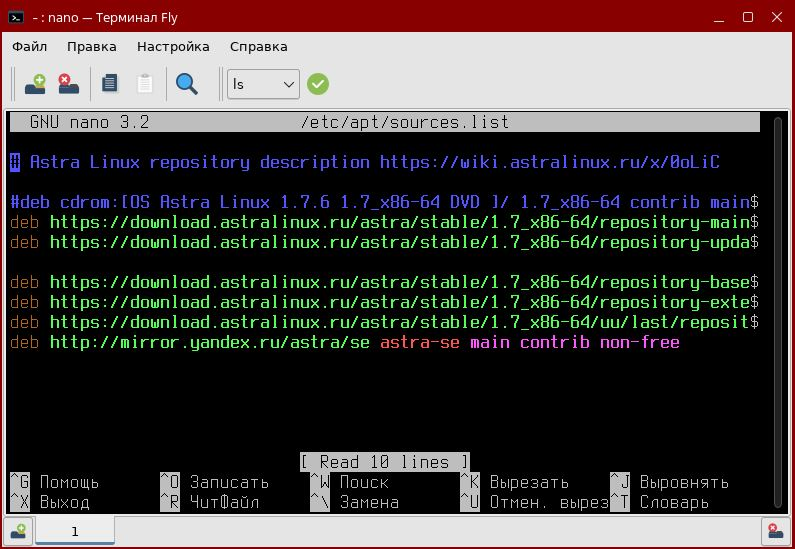 - : nano — Терминал Fly
Файл Правка Настройка Справка
ls
GNU nano 3.2 /etc/apt/sources.list
# Astra Linux repository description https://wiki.astralinux.ru/x/0oLiC
#deb cdrom:[OS Astra Linux 1.7.6 1.7_x86-64 DVD ]/ 1.7_x86-64 contrib main$
deb https://download.astralinux.ru/astra/stable/1.7_x86-64/repository-main$
deb https://download.astralinux.ru/astra/stable/1.7_x86-64/repository-upda$
deb https://download.astralinux.ru/astra/stable/1.7_x86-64/repository-base$
deb https://download.astralinux.ru/astra/stable/1.7_x86-64/repository-exte$
deb https://download.astralinux.ru/astra/stable/1.7_x86-64/uu/last/reposit$
deb http://mirror.yandex.ru/astra/se astra-se main contrib non-free
[ Read 10 lines ]
^G Помощь ^O Записать ^W Поиск ^K Вырезать ^J Выровнять
^X Выход ^R ЧитФайл ^\ Замена ^U Отмен. вырез^T Словарь
1